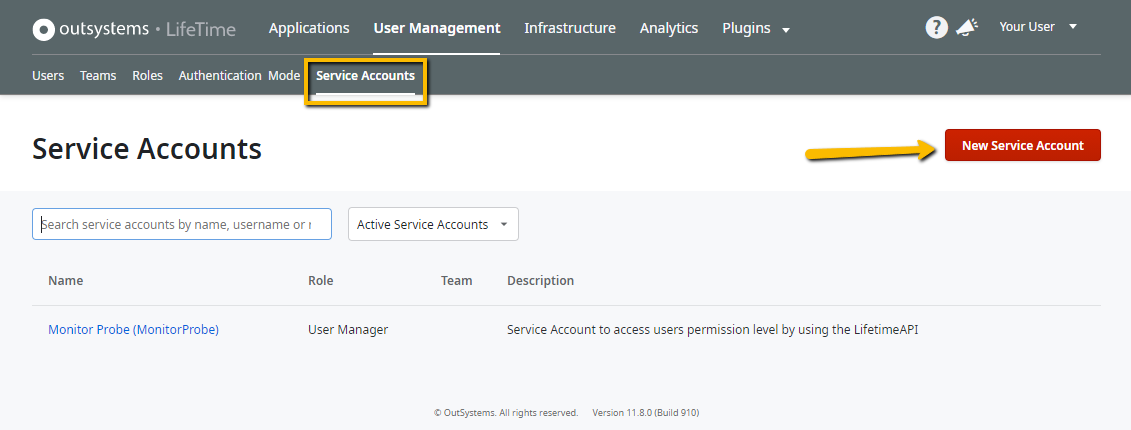 outsystems • LifeTime Applications User Management Infrastructure Analytics Plugins ? Your User
Users Teams Roles Authentication Mode Service Accounts
Service Accounts
New Service Account
Search service accounts by name, username or r
Active Service Accounts
Name Role Team Description
Monitor Probe (MonitorProbe) User Manager Service Account to access users permission level by using the LifetimeAPI
© OutSystems. All rights reserved. Version 11.8.0 (Build 910)